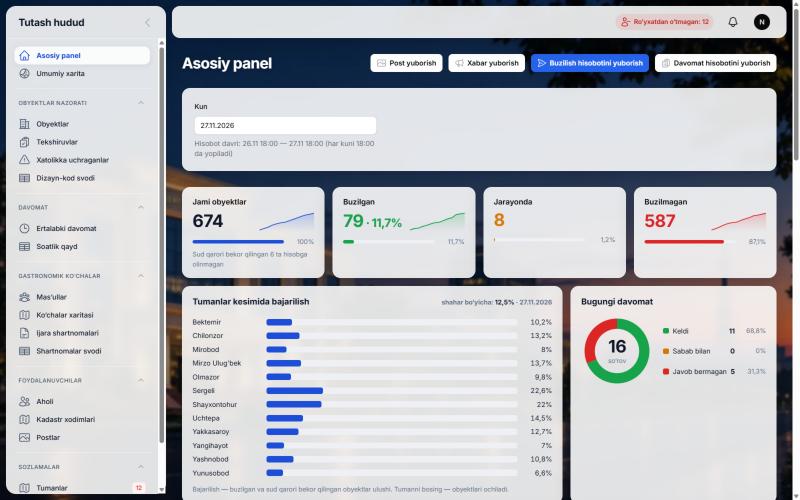 Tutash hudud
Ro'yxatdan o'tmagan: 12
N
Asosiy panel
Umumiy xarita
OBYEKTLAR NAZORATI
Obyektlar
Tekshiruvlar
Xatolikka uchraganlar
Dizayn-kod svodi
DAVOMAT
Ertalabki davomat
Soatlik qayd
GASTRONOMIK KO'CHALAR
Mas'ullar
Ko'chalar xaritasi
Ijara shartnomalari
Shartnomalar svodi
FOYDALANUVCHILAR
Aholi
Kadastr xodimlari
Postlar
SOZLAMALAR
Tumanlar 12
Asosiy panel
Post yuborish
Xabar yuborish
Buzilish hisobotini yuborish
Davomat hisobotini yuborish
Kun
27.11.2026
Hisobot davri: 26.11 18:00 — 27.11 18:00 (har kuni 18:00
da yopiladi)
Jami obyektlar
674
100%
Sud qarori bekor qilingan 6 ta hisobga
olinmagan
Buzilgan
79 · 11,7%
11,7%
Jarayonda
8
1,2%
Buzilmagan
587
87,1%
Tumanlar kesimida bajarilish
shahar bo'yicha: 12,5% · 27.11.2026
Bektemir 10,2%
Chilonzor 13,2%
Mirobod 8%
Mirzo Ulug'bek 13,7%
Olmazor 9,8%
Sergeli 22,6%
Shayxontohur 22%
Uchtepa 14,5%
Yakkasaroy 12,7%
Yangihayot 7%
Yashnobod 10,8%
Yunusobod 6,6%
Bajarilish — buzilgan va sud qarori bekor qilingan obyektlar ulushi. Tumanni bosing — obyektlari ochiladi.
Bugungi davomat
16
so'rov
Keldi 11 68,8%
Sabab bilan 0 0%
Javob bermagan 5 31,3%